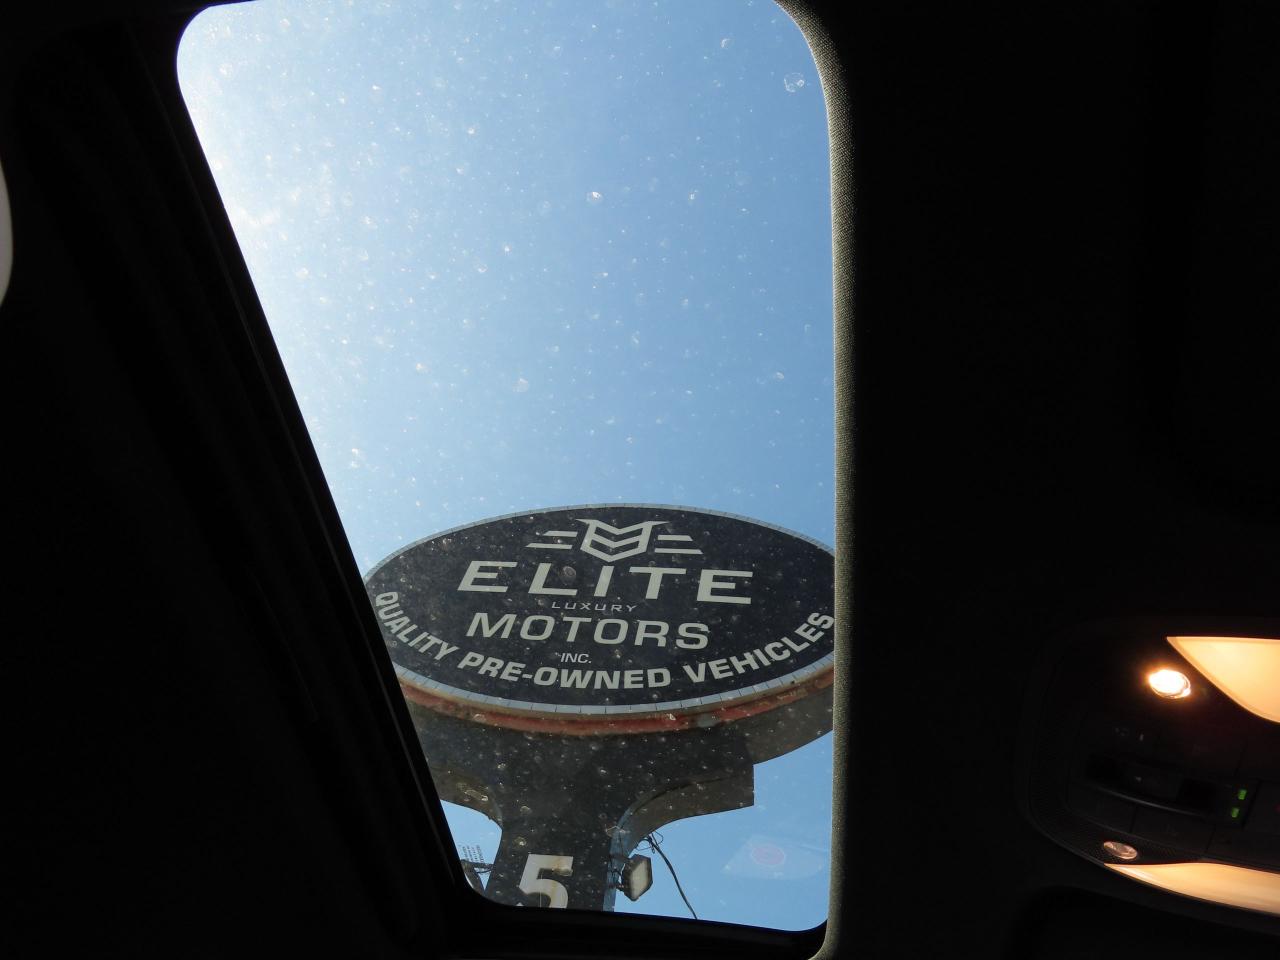 ELITE
LUXURY
MOTORS
INC.
QUALITY PRE-OWNED VEHICLES
5